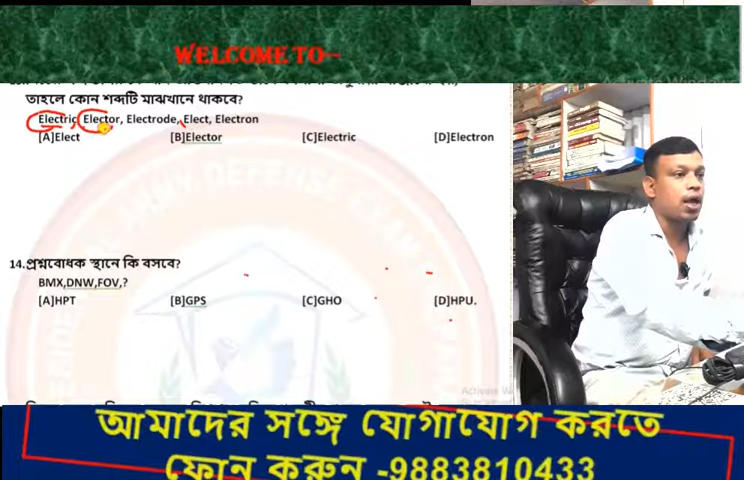 WELCOME TO--
তাহলে কোন শব্দটি মাঝখানে থাকবে?
Electric, Elector, Electrode, Elect, Electron
[A]Elect [B]Elector [C]Electric [D]Electron
14.প্রশ্নবোধক স্থানে কি বসবে?
BMX,DNW,FOV,?
[A]HPT [B]GPS [C]GHO [D]HPU.
আমাদের সঙ্গে যোগাযোগ করতে
ফোন করুন -9883810433